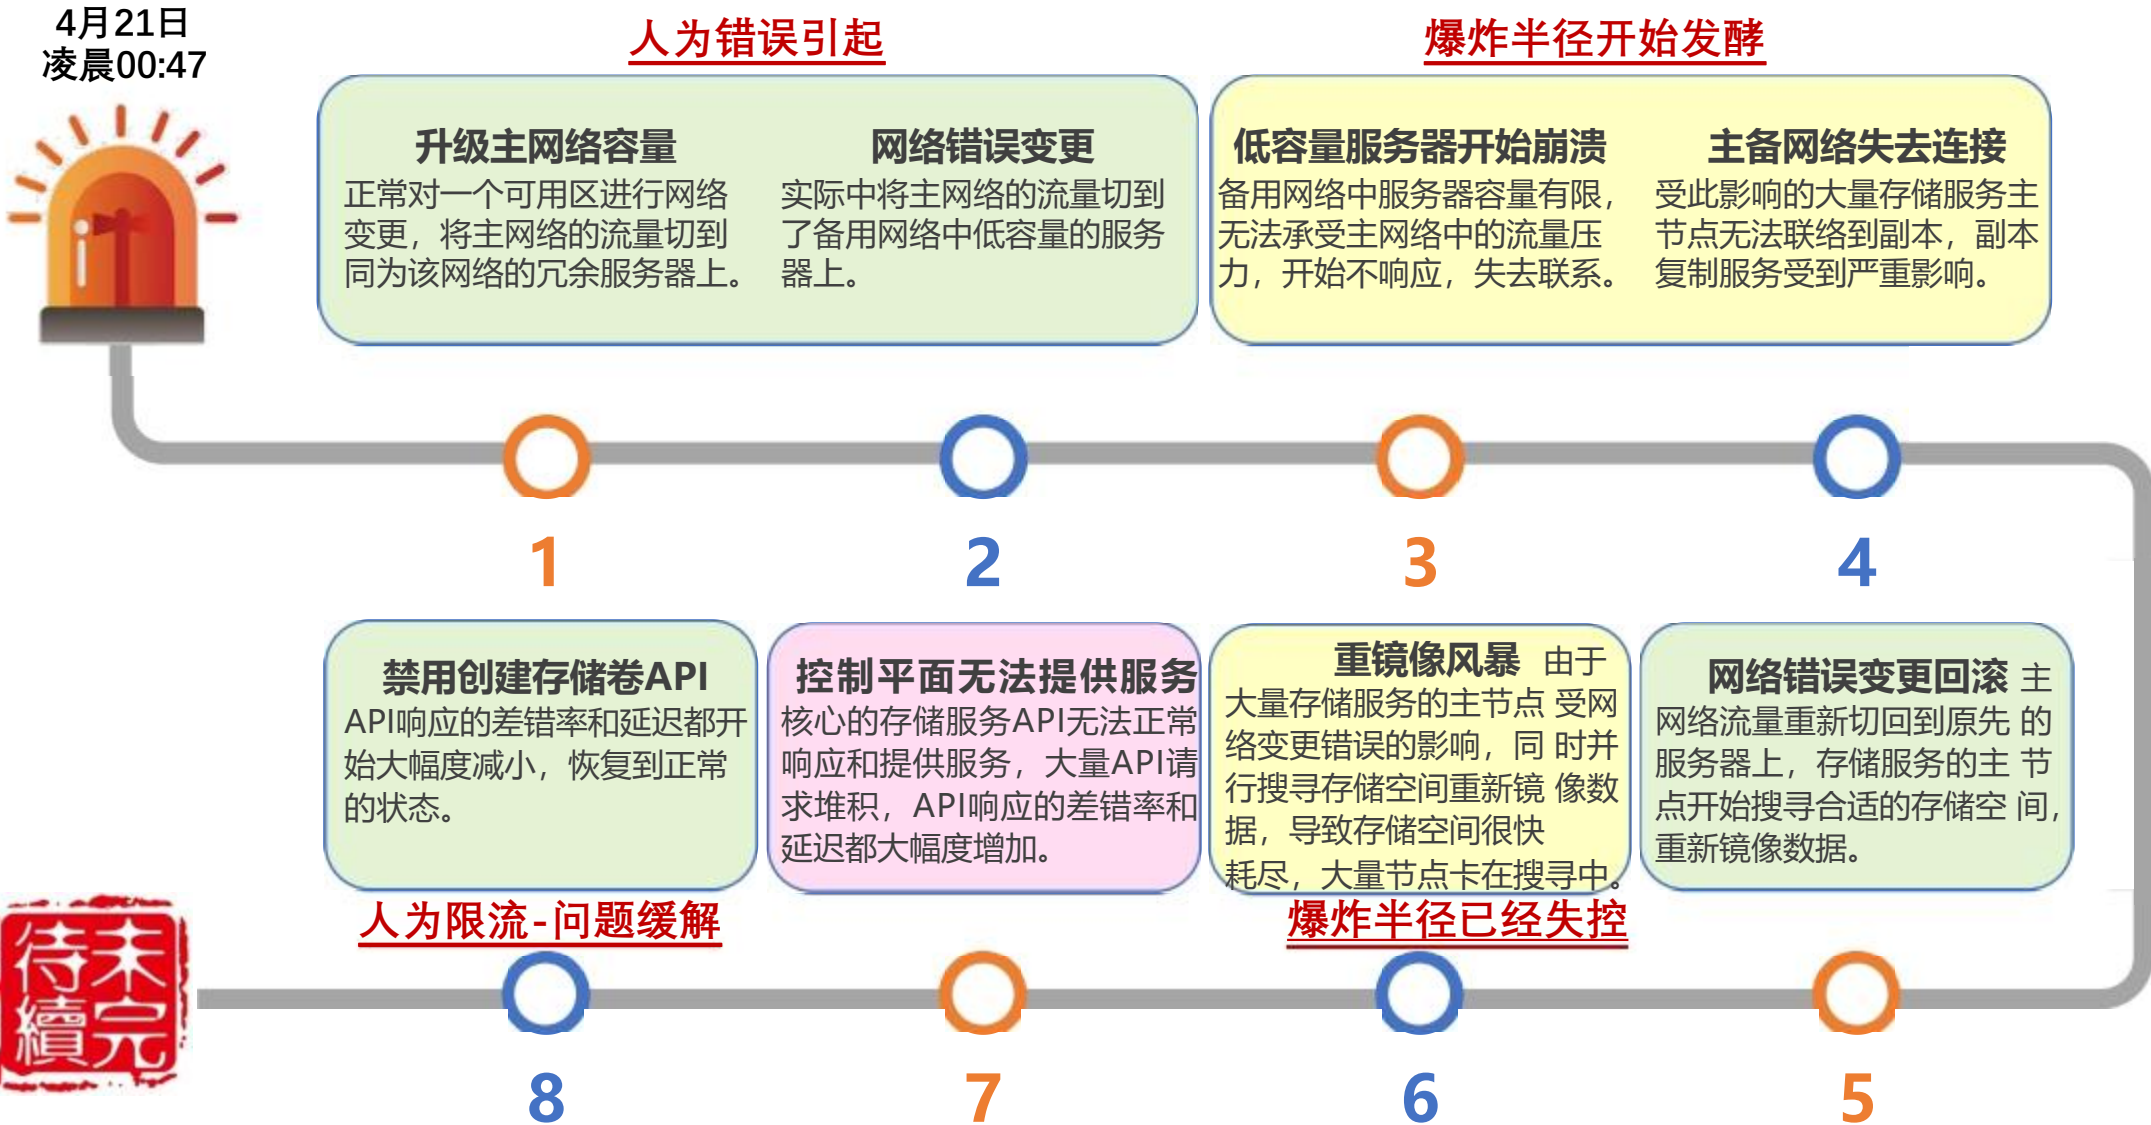 4月21日
凌晨00:47
人为错误引起
升级主网络容量
正常对一个可用区进行网络
变更，将主网络的流量切到
同为该网络的冗余服务器上。
网络错误变更
实际中将主网络的流量切到
了备用网络中低容量的服务
器上。
爆炸半径开始发酵
低容量服务器开始崩溃
备用网络中服务器容量有限，
无法承受主网络中的流量压
力，开始不响应，失去联系。
主备网络失去连接
受此影响的大量存储服务主
节点无法联络到副本，副本
复制服务受到严重影响。
1
2
3
4
网络错误变更回滚 主
网络流量重新切回到原先 的
服务器上，存储服务的主 节
点开始搜寻合适的存储空 间，
重新镜像数据。
重镜像风暴 由于
大量存储服务的主节点 受网
络变更错误的影响，同 时并
行搜寻存储空间重新镜 像数
据，导致存储空间很快
耗尽，大量节点卡在搜寻中。
爆炸半径已经失控
控制平面无法提供服务
核心的存储服务API无法正常
响应和提供服务，大量API请
求堆积，API响应的差错率和
延迟都大幅度增加。
禁用创建存储卷API
API响应的差错率和延迟都开
始大幅度减小，恢复到正常
的状态。
人为限流-问题缓解
5
6
7
8
未完
待續